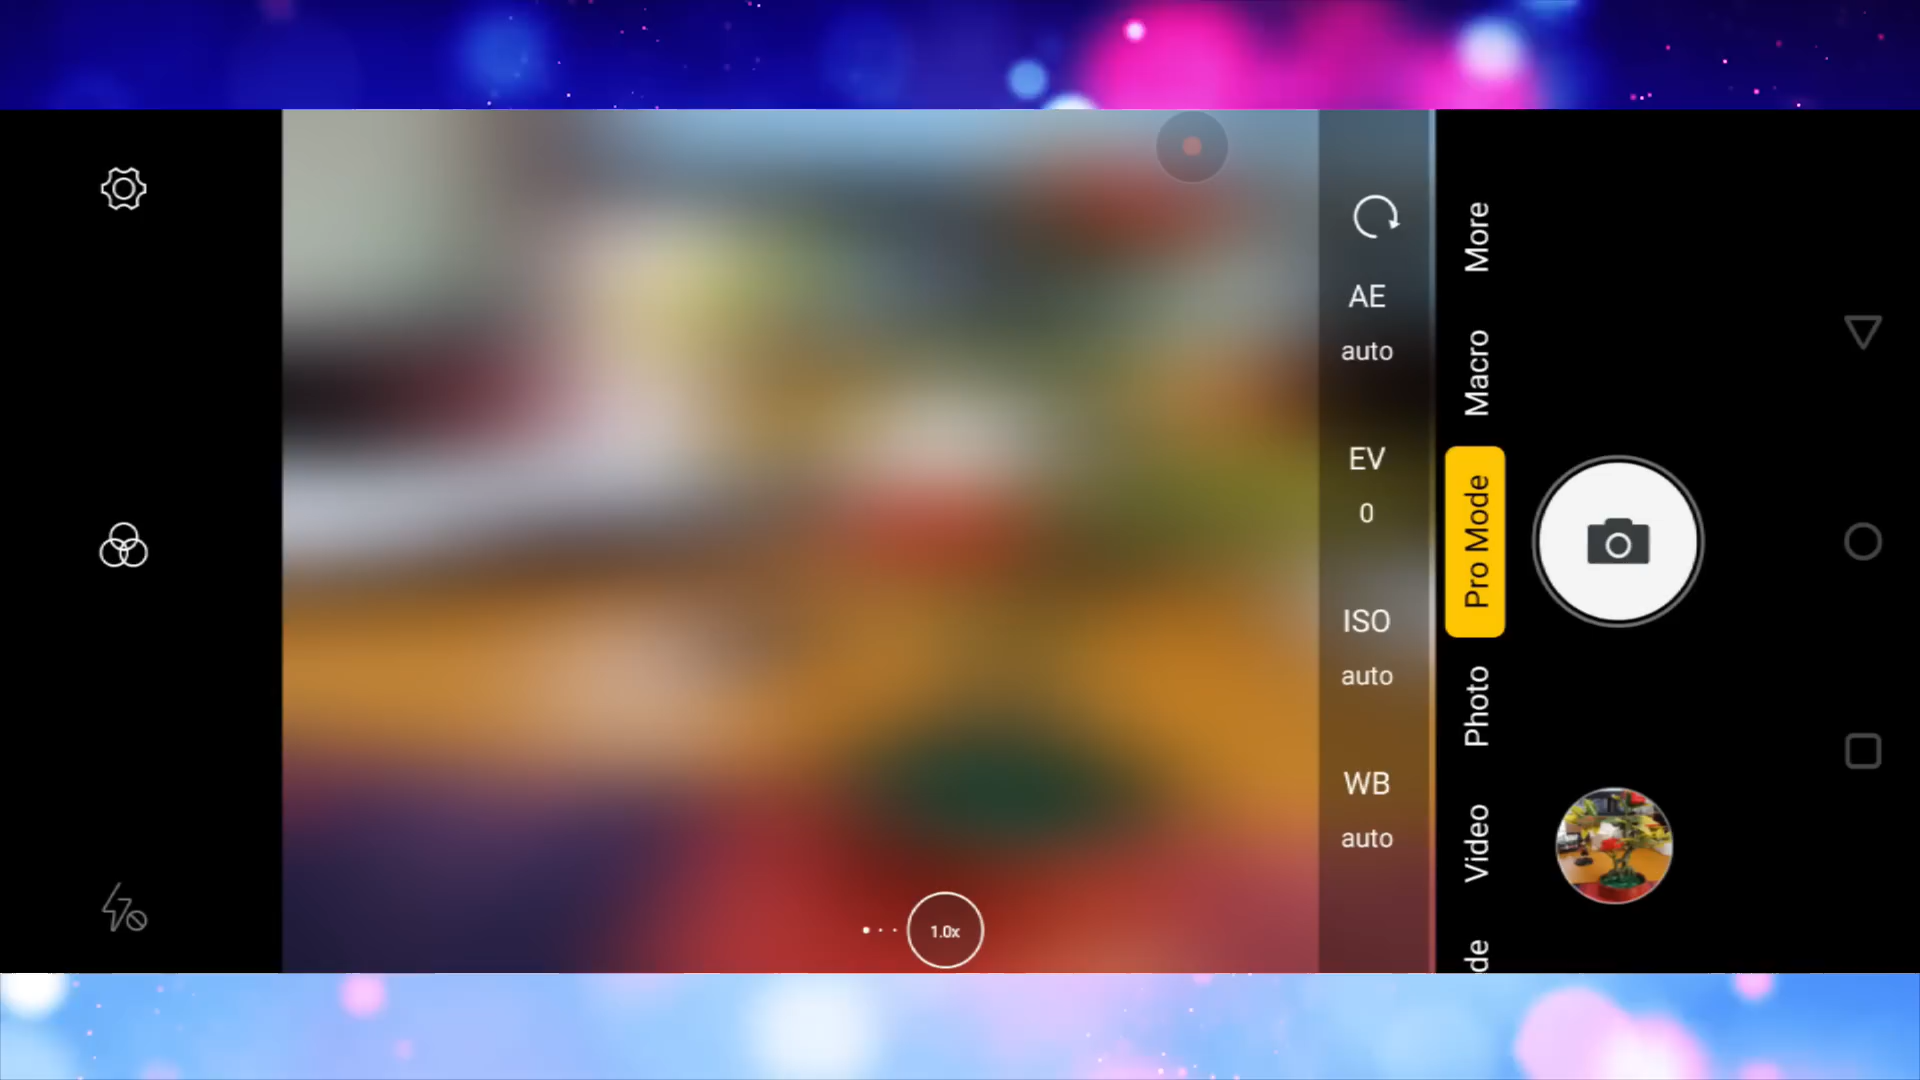 AE
auto
EV
0
ISO
auto
WB
auto
1.0x
More
Macro
Pro Mode
Photo
Video
de